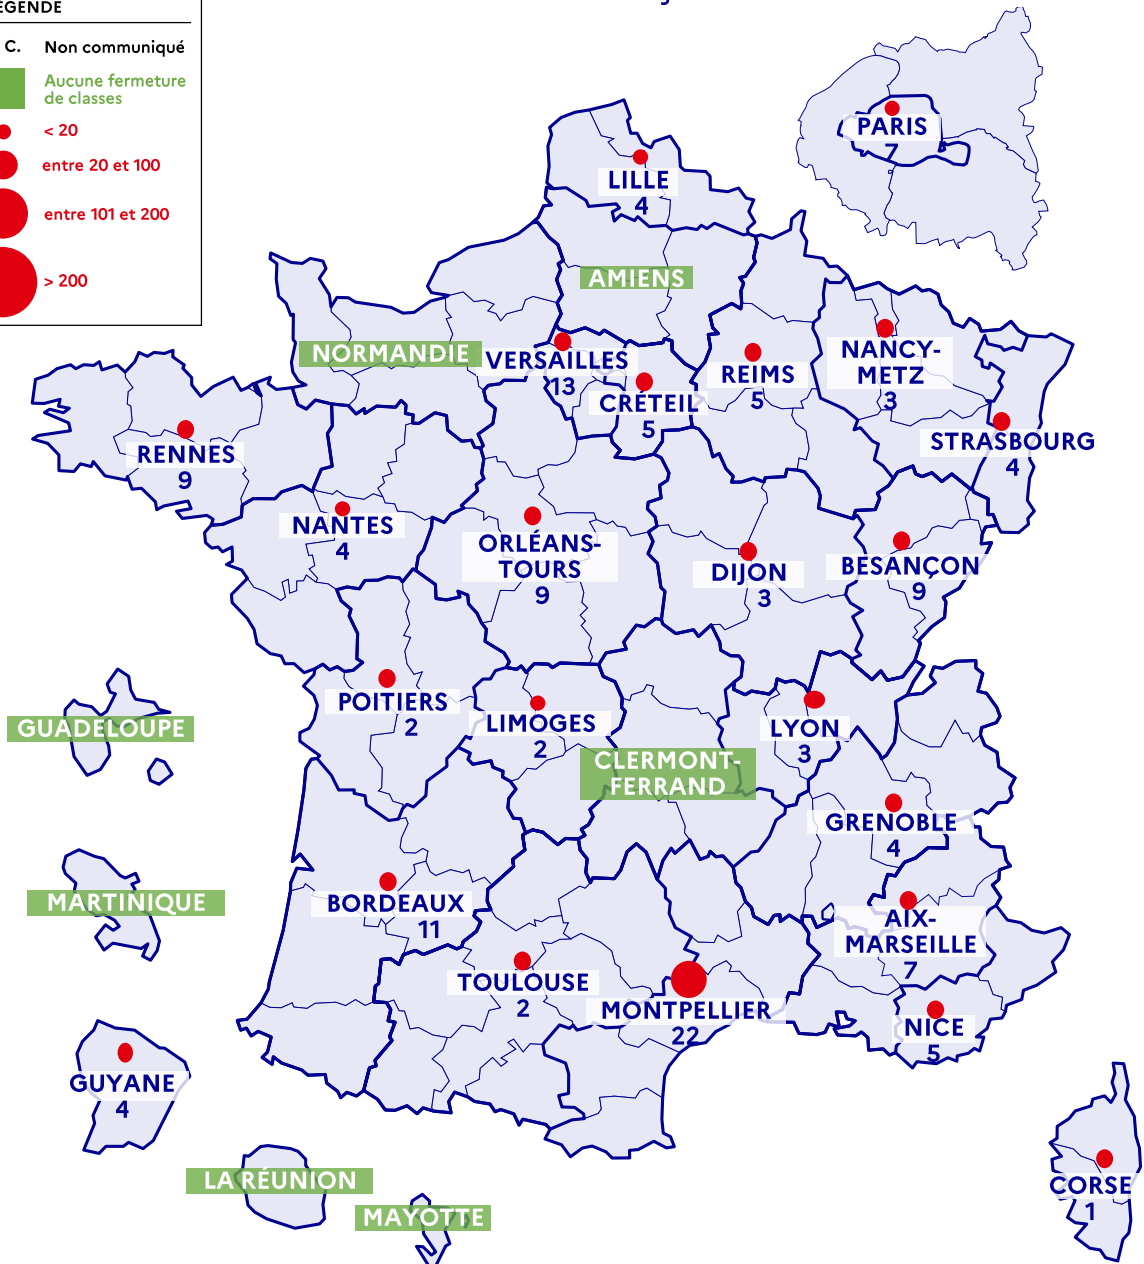 C.
Non communiqué
Aucune fermeture
de classes
< 20
entre 20 et 100
entre 101 et 200
> 200
PARIS
7
LILLE
4
AMIENS
NORMANDIE
VERSAILLES
13
CRÉTEIL
5
REIMS
5
NANCY-
METZ
3
STRASBOURG
4
RENNES
9
NANTES
4
ORLÉANS-
TOURS
9
DIJON
3
BESANÇON
9
POITIERS
2
LIMOGES
2
CLERMONT-
FERRAND
LYON
3
GRENOBLE
4
GUADELOUPE
MARTINIQUE
BORDEAUX
11
TOULOUSE
2
MONTPELLIER
22
AIX-
MARSEILLE
7
NICE
5
GUYANE
4
LA RÉUNION
MAYOTTE
CORSE
1